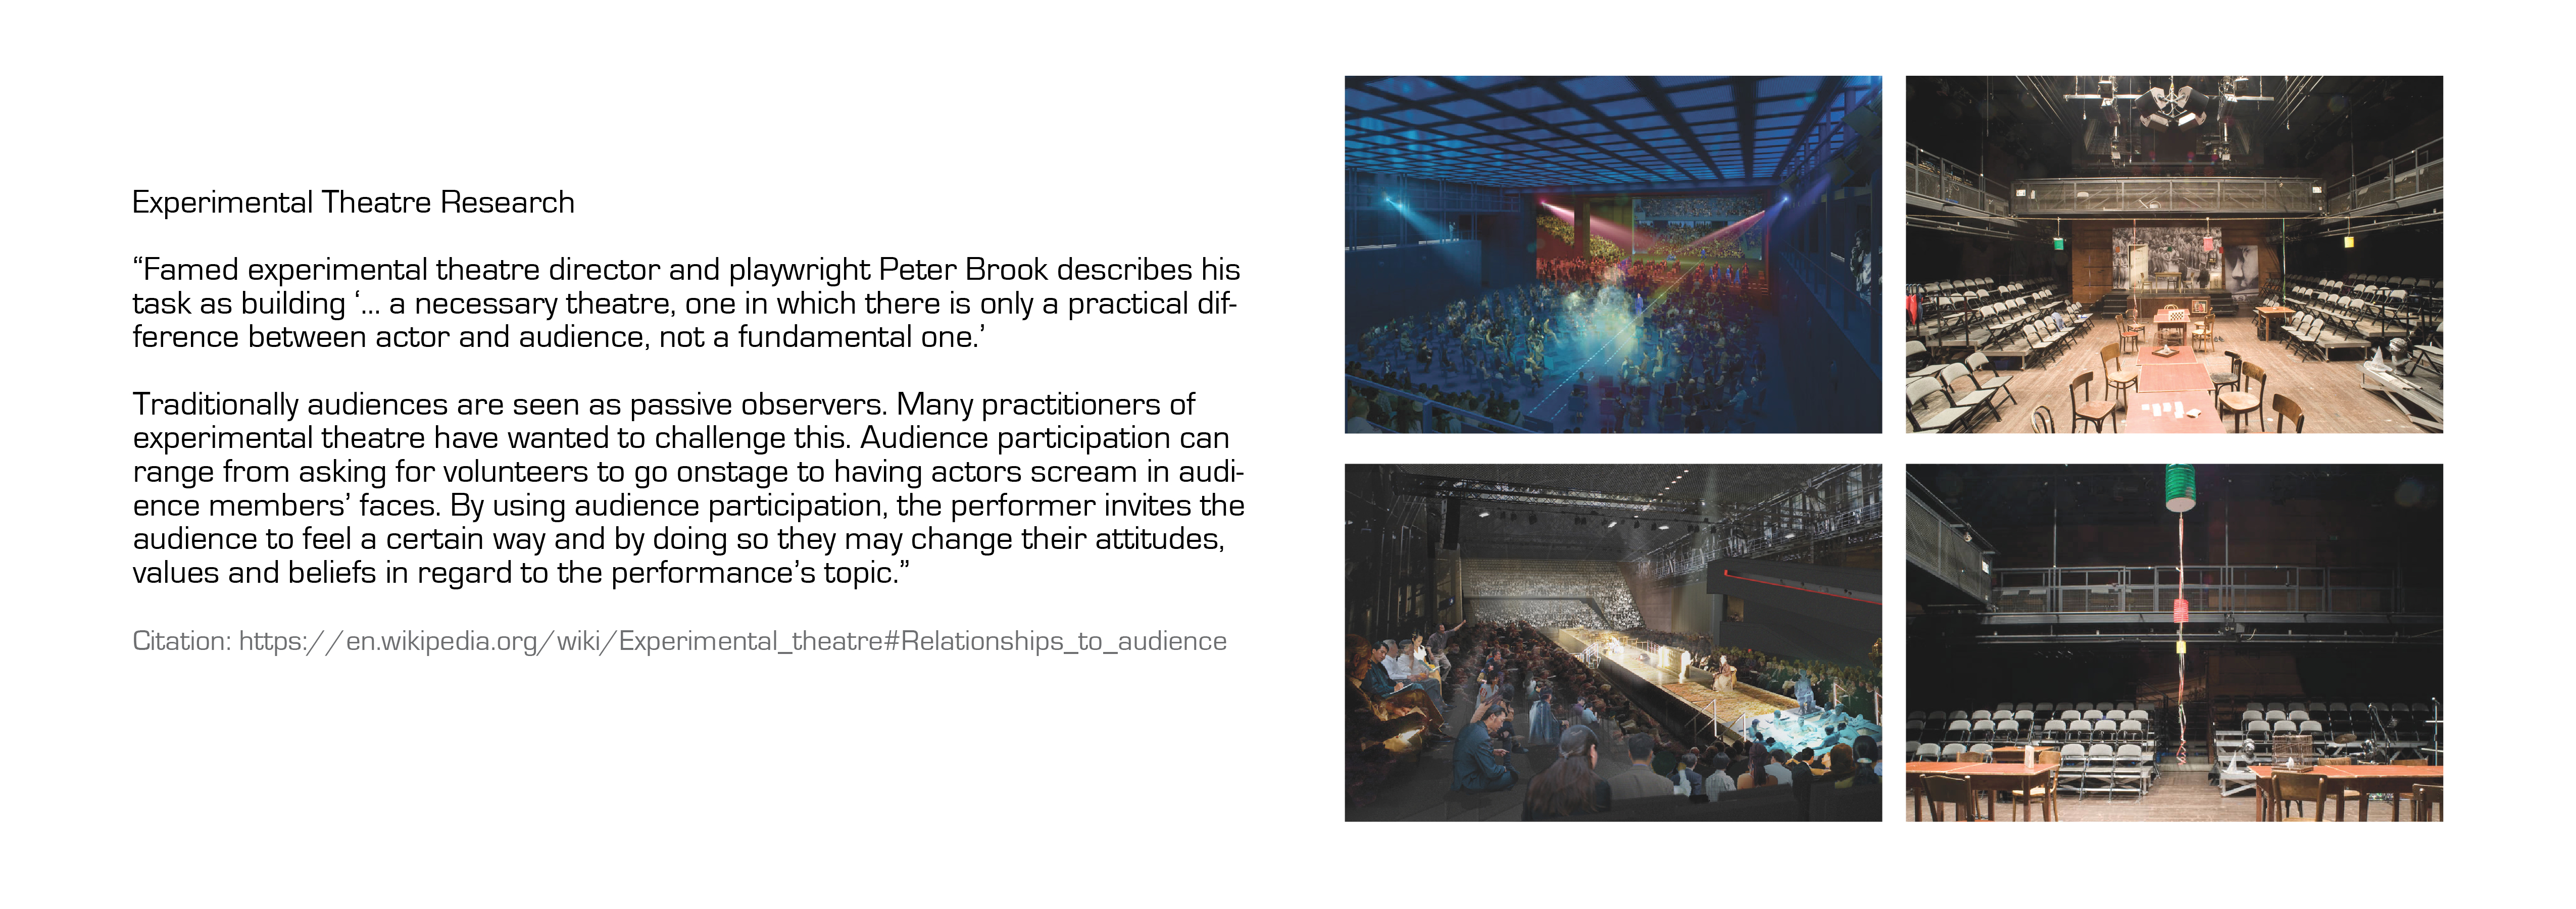 Experimental Theatre Research
“Famed experimental theatre director and playwright Peter Brook describes his
task as building ‘... a necessary theatre, one in which there is only a practical dif-
ference between actor and audience, not a fundamental one.’
Traditionally audiences are seen as passive observers. Many practitioners of
experimental theatre have wanted to challenge this. Audience participation can
range from asking for volunteers to go onstage to having actors scream in audi-
ence members’ faces. By using audience participation, the performer invites the
audience to feel a certain way and by doing so they may change their attitudes,
values and beliefs in regard to the performance’s topic.”
Citation: https://en.wikipedia.org/wiki/Experimental_theatre#Relationships_to_audience